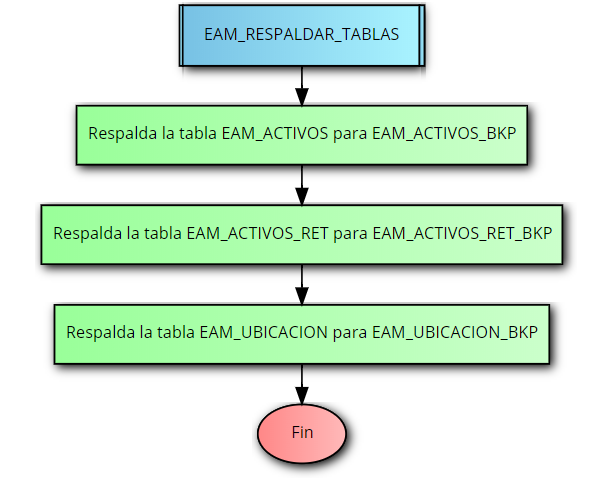 EAM_RESPALDAR_TABLAS
Respalda la tabla EAM_ACTIVOS para EAM_ACTIVOS_BKP
Respalda la tabla EAM_ACTIVOS_RET para EAM_ACTIVOS_RET_BKP
Respalda la tabla EAM_UBICACION para EAM_UBICACION_BKP
Fin